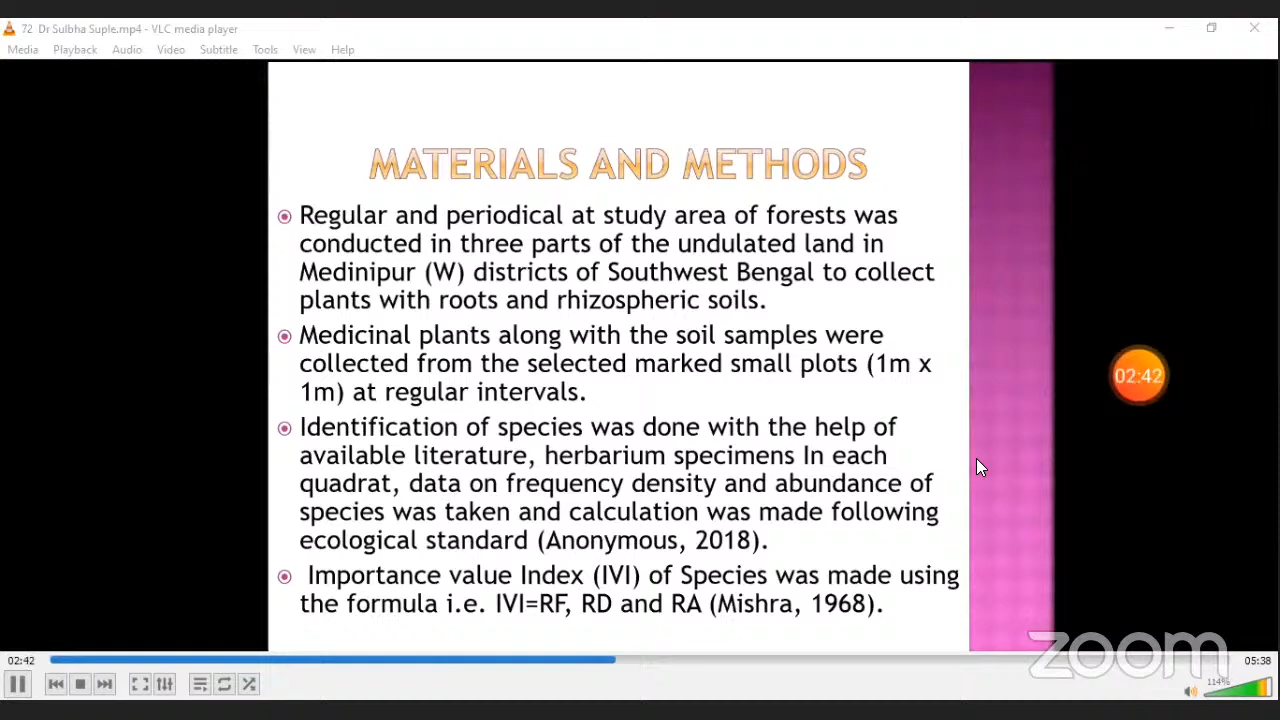 72 Dr Sulbha Suple.mp4 - VLC media player
Media Playback Audio Video Subtitle Tools View Help
MATERIALS AND METHODS
Regular and periodical at study area of forests was
conducted in three parts of the undulated land in
Medinipur (W) districts of Southwest Bengal to collect
plants with roots and rhizospheric soils.
Medicinal plants along with the soil samples were
collected from the selected marked small plots (1m x
1m) at regular intervals.
Identification of species was done with the help of
available literature, herbarium specimens In each
quadrat, data on frequency density and abundance of
species was taken and calculation was made following
ecological standard (Anonymous, 2018).
Importance value Index (IVI) of Species was made using
the formula i.e. IVI=RF, RD and RA (Mishra, 1968).
02:42
zoom
02:42
05:38
114%